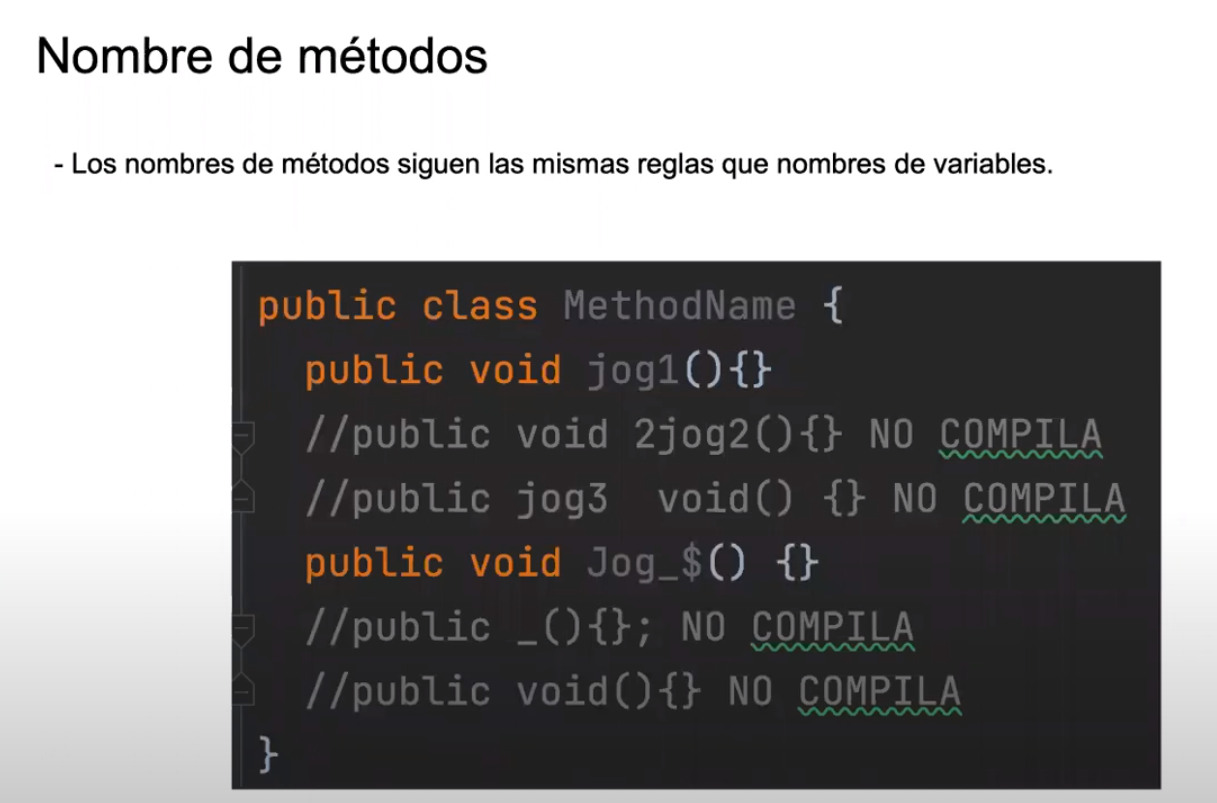 Nombre de métodos
- Los nombres de métodos siguen las mismas reglas que nombres de variables.
public class MethodName {
public void jog1(){}
//public void 2jog2(){} NO COMPILA
//public jog3  void() {} NO COMPILA
public void Jog_$() {}
//public _(){}; NO COMPILA
//public void(){} NO COMPILA
}